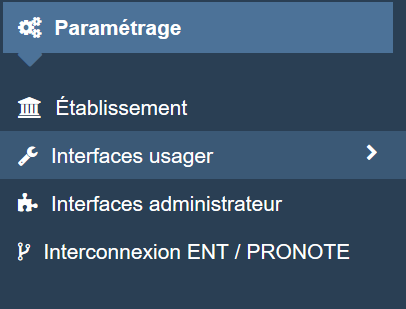 Paramétrage
Établissement
Interfaces usager
Interfaces administrateur
Interconnexion ENT / PRONOTE